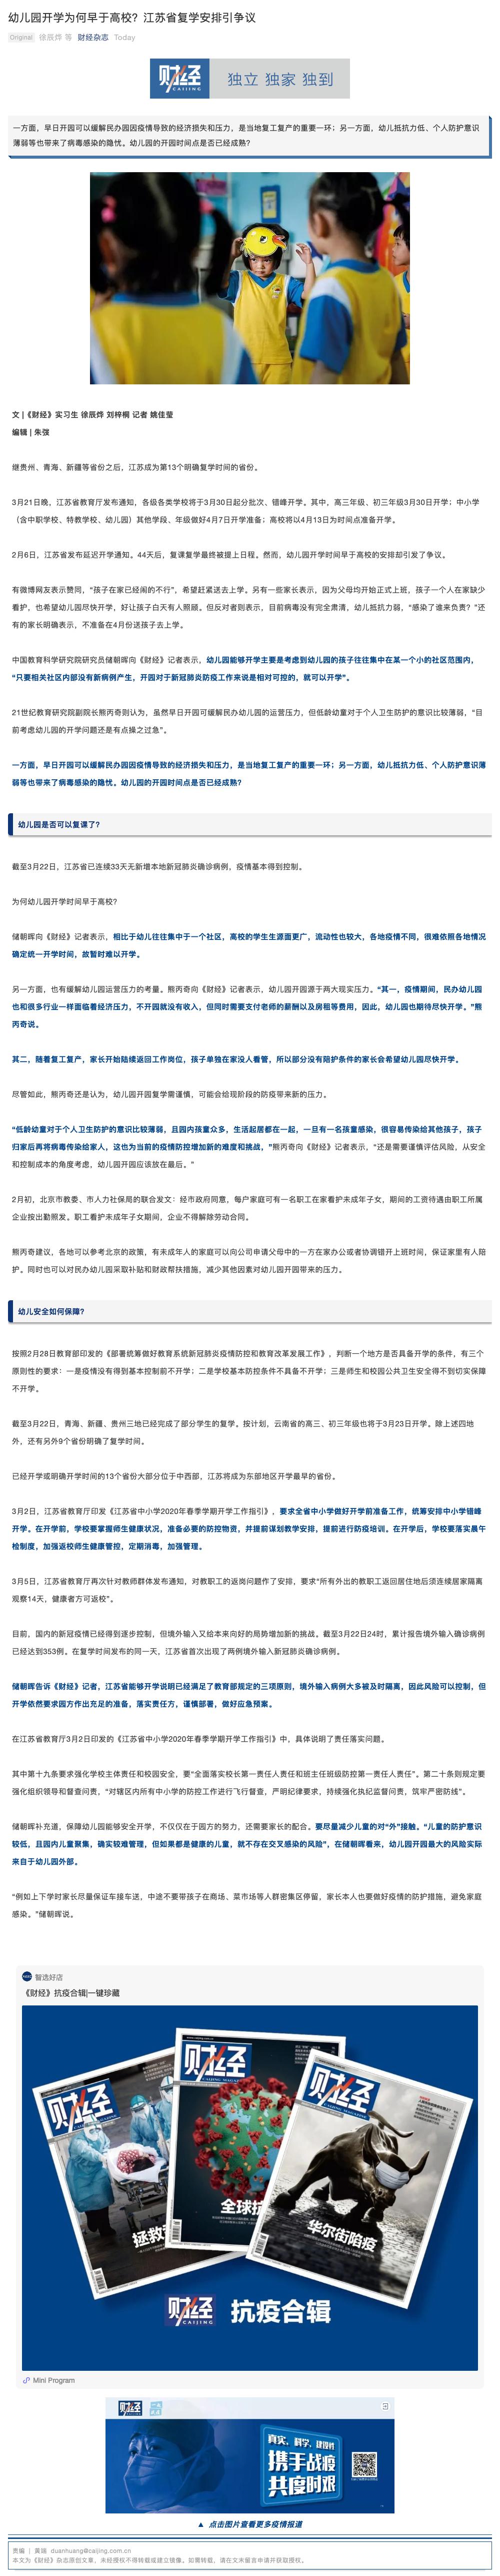 幼儿园开学为何早于高校？江苏省复学安排引争议
Original 徐辰烨 等 财经杂志 Today
财经 CAIJING 独立 独家 独到
一方面，早日开园可以缓解民办园因疫情导致的经济损失和压力，是当地复工复产的重要一环；另一方面，幼儿抵抗力低、个人防护意识
薄弱等也带来了病毒感染的隐忧。幼儿园的开园时间点是否已经成熟？
文 |《财经》实习生 徐辰烨 刘梓桐 记者 姚佳莹
编辑 | 朱弢
继贵州、青海、新疆等省份之后，江苏成为第13个明确复学时间的省份。
3月21日晚，江苏省教育厅发布通知，各级各类学校将于3月30日起分批次、错峰开学。其中，高三年级、初三年级3月30日开学；中小学
（含中职学校、特教学校、幼儿园）其他学段、年级做好4月7日开学准备；高校将以4月13日为时间点准备开学。
2月6日，江苏省发布延迟开学通知。44天后，复课复学最终被提上日程。然而，幼儿园开学时间早于高校的安排却引发了争议。
有微博网友表示赞同，“孩子在家已经闹的不行”，希望赶紧送去上学。另有一些家长表示，因为父母均开始正式上班，孩子一个人在家缺少
看护，也希望幼儿园尽快开学，好让孩子白天有人照顾。但反对者则表示，目前病毒没有完全肃清，幼儿抵抗力弱，“感染了谁来负责？”还
有的家长明确表示，不准备在4月份送孩子去上学。
中国教育科学研究院研究员储朝晖向《财经》记者表示，幼儿园能够开学主要是考虑到幼儿园的孩子往往集中在某一个小的社区范围内，
“只要相关社区内部没有新病例产生，开园对于新冠肺炎防疫工作来说是相对可控的，就可以开学”。
21世纪教育研究院副院长熊丙奇则认为，虽然早日开园可缓解民办幼儿园的运营压力，但低龄幼童对于个人卫生防护的意识比较薄弱，“目
前考虑幼儿园的开学问题还是有点操之过急”。
一方面，早日开园可以缓解民办园因疫情导致的经济损失和压力，是当地复工复产的重要一环；另一方面，幼儿抵抗力低、个人防护意识薄
弱等也带来了病毒感染的隐忧。幼儿园的开园时间点是否已经成熟？
幼儿园是否可以复课了？
截至3月22日，江苏省已连续33天无新增本地新冠肺炎确诊病例，疫情基本得到控制。
为何幼儿园开学时间早于高校？
储朝晖向《财经》记者表示，相比于幼儿往往集中于一个社区，高校的学生生源面更广，流动性也较大，各地疫情不同，很难依照各地情况
确定统一开学时间，故暂时难以开学。
另一方面，也有缓解幼儿园运营压力的考量。熊丙奇向《财经》记者表示，幼儿园开园源于两大现实压力。“其一，疫情期间，民办幼儿园
也和很多行业一样面临着经济压力，不开园就没有收入，但同时需要支付老师的薪酬以及房租等费用，因此，幼儿园也期待尽快开学。”熊
丙奇说。
其二，随着复工复产，家长开始陆续返回工作岗位，孩子单独在家没人看管，所以部分没有陪护条件的家长会希望幼儿园尽快开学。
尽管如此，熊丙奇还是认为，幼儿园开园复学需谨慎，可能会给现阶段的防疫带来新的压力。
“低龄幼童对于个人卫生防护的意识比较薄弱，且园内孩童众多，生活起居都在一起，一旦有一名孩童感染，很容易传染给其他孩子，孩子
归家后再将病毒传染给家人，这也为当前的疫情防控增加新的难度和挑战，”熊丙奇向《财经》记者表示，“还是需要谨慎评估风险，从安全
和控制成本的角度考虑，幼儿园开园应该放在最后。”
2月初，北京市教委、市人力社保局的联合发文：经市政府同意，每户家庭可有一名职工在家看护未成年子女，期间的工资待遇由职工所属
企业按出勤照发。职工看护未成年子女期间，企业不得解除劳动合同。
熊丙奇建议，各地可以参考北京的政策，有未成年人的家庭可以向公司申请父母中的一方在家办公或者协调错开上班时间，保证家里有人陪
护。同时也可以对民办幼儿园采取补贴和财政帮扶措施，减少其他因素对幼儿园开园带来的压力。
幼儿安全如何保障？
按照2月28日教育部印发的《部署统筹做好教育系统新冠肺炎疫情防控和教育改革发展工作》，判断一个地方是否具备开学的条件，有三个
原则性的要求：一是疫情没有得到基本控制前不开学；二是学校基本防控条件不具备不开学；三是师生和校园公共卫生安全得不到切实保障
不开学。
截至3月22日，青海、新疆、贵州三地已经完成了部分学生的复学。按计划，云南省的高三、初三年级也将于3月23日开学。除上述四地
外，还有另外9个省份明确了复学时间。
已经开学或明确开学时间的13个省份大部分位于中西部，江苏将成为东部地区开学最早的省份。
3月2日，江苏省教育厅印发《江苏省中小学2020年春季学期开学工作指引》，要求全省中小学做好开学前准备工作，统筹安排中小学错峰
开学。在开学前，学校要掌握师生健康状况，准备必要的防控物资，并提前谋划教学安排，提前进行防疫培训。在开学后，学校要落实晨午
检制度，加强返校师生健康管控，定期消毒，加强管理。
3月5日，江苏省教育厅再次针对教师群体发布通知，对教职工的返岗问题作了安排，要求“所有外出的教职工返回居住地后须连续居家隔离
观察14天，健康者方可返校”。
目前，国内的新冠疫情已经得到逐步控制，但境外输入又给本来向好的局势增加新的挑战。截至3月22日24时，累计报告境外输入确诊病例
已经达到353例。在复学时间发布的同一天，江苏省首次出现了两例境外输入新冠肺炎确诊病例。
储朝晖告诉《财经》记者，江苏省能够开学说明已经满足了教育部规定的三项原则，境外输入病例大多被及时隔离，因此风险可以控制，但
开学依然要求园方作出充足的准备，落实责任方，谨慎部署，做好应急预案。
在江苏省教育厅3月2日印发的《江苏省中小学2020年春季学期开学工作指引》中，具体说明了责任落实问题。
其中第十九条要求强化学校主体责任和校园安全，要“全面落实校长第一责任人责任和班主任班级防控第一责任人责任”。第二十条则规定要
强化组织领导和督查问责，“对辖区内所有中小学的防控工作进行飞行督查，严明纪律要求，持续强化执纪监督问责，筑牢严密防线”。
储朝晖补充道，保障幼儿园能够安全开学，不仅仅在于园方的努力，还需要家长的配合。要尽量减少儿童的对“外”接触。“儿童的防护意识
较低，且园内儿童聚集，确实较难管理，但如果都是健康的儿童，就不存在交叉感染的风险”，在储朝晖看来，幼儿园开园最大的风险实际
来自于幼儿园外部。
“例如上下学时家长尽量保证车接车送，中途不要带孩子在商场、菜市场等人群密集区停留，家长本人也要做好疫情的防护措施，避免家庭
感染。”储朝晖说。
智选好店
《财经》抗疫合辑|一键珍藏
财经
财经
财经
拯救
全球抗
华尔街陷疫
财经 CAIJING 抗疫合辑
Mini Program
财经
真实、科学、建设性
携手战疫
共度时艰
▲ 点击图片查看更多疫情报道
责编 | 黄端 duanhuang@caijing.com.cn
本文为《财经》杂志原创文章，未经授权不得转载或建立镜像。如需转载，请在文末留言申请并获取授权。